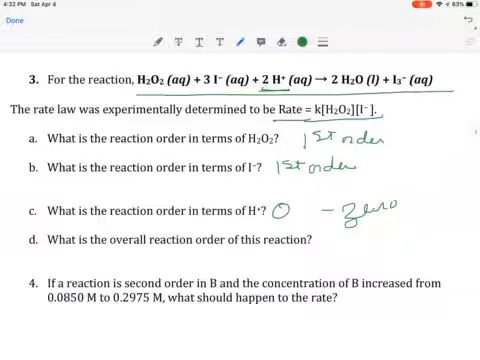 4:32 PM Sat Apr 4
63%
Done
3. For the reaction, H₂O₂ (aq) + 3 I⁻ (aq) + 2 H⁺ (aq) → 2 H₂O (l) + I₃⁻ (aq)
The rate law was experimentally determined to be Rate = k[H₂O₂][I⁻].
a. What is the reaction order in terms of H₂O₂? 1st order
b. What is the reaction order in terms of I⁻? 1st order
c. What is the reaction order in terms of H⁺? 0 - zero
d. What is the overall reaction order of this reaction?
4. If a reaction is second order in B and the concentration of B increased from
0.0850 M to 0.2975 M, what should happen to the rate?